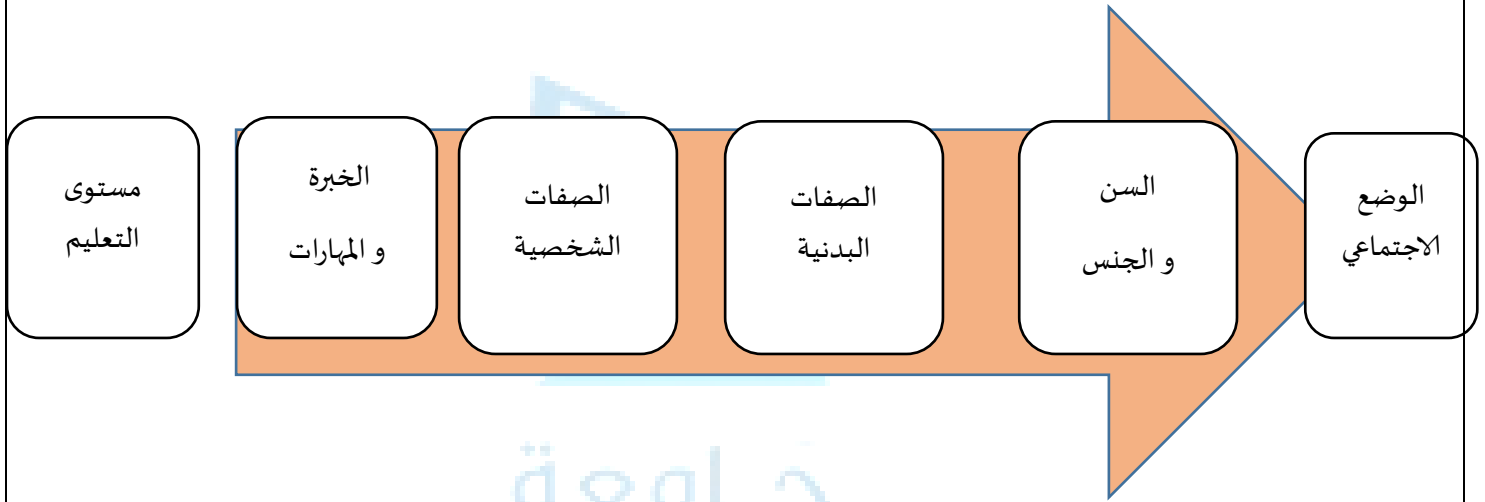 الوضع
الاجتماعي
السن
و الجنس
الصفات
البدنية
الصفات
الشخصية
الخبرة
و المهارات
مستوى
التعليم